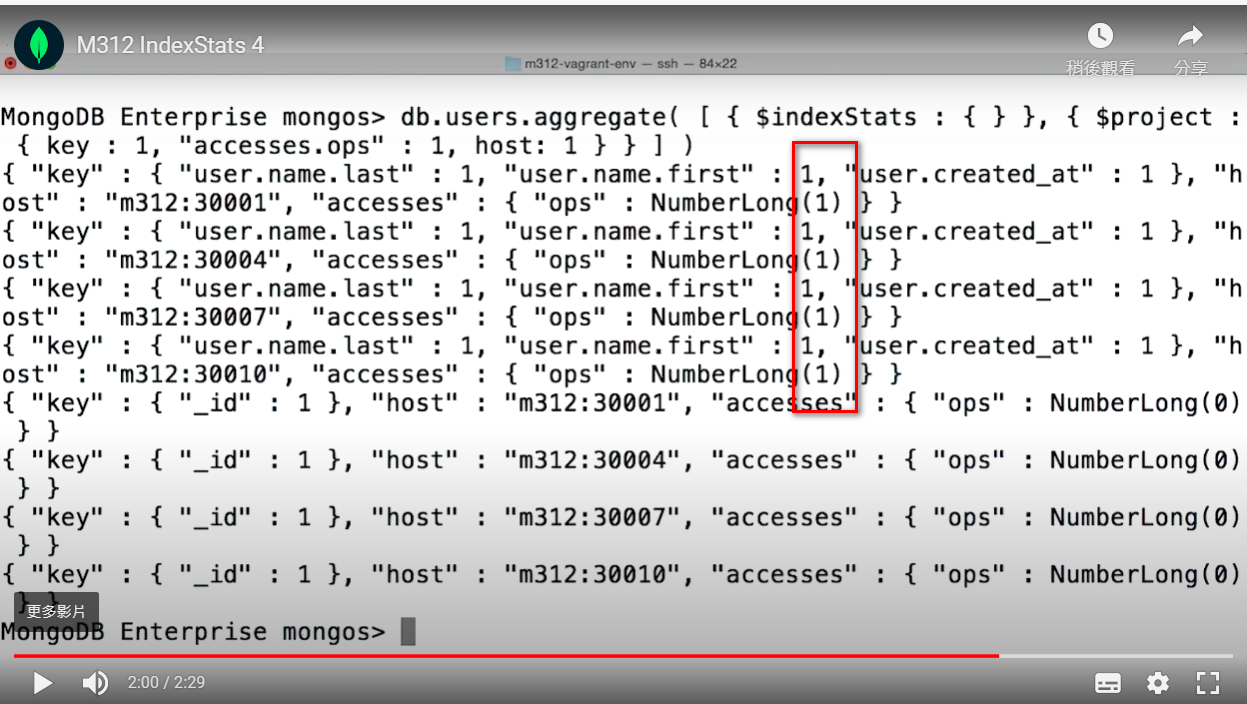 M312 IndexStats 4
稍後觀看
分享
m312-vagrant-env — ssh — 84×22
MongoDB Enterprise mongos> db.users.aggregate( [ { $indexStats : { } }, { $project :
 { key : 1, "accesses.ops" : 1, host: 1 } } ] )
{ "key" : { "user.name.last" : 1, "user.name.first" : 1, "user.created_at" : 1 }, "h
ost" : "m312:30001", "accesses" : { "ops" : NumberLong(1) } }
{ "key" : { "user.name.last" : 1, "user.name.first" : 1, "user.created_at" : 1 }, "h
ost" : "m312:30004", "accesses" : { "ops" : NumberLong(1) } }
{ "key" : { "user.name.last" : 1, "user.name.first" : 1, "user.created_at" : 1 }, "h
ost" : "m312:30007", "accesses" : { "ops" : NumberLong(1) } }
{ "key" : { "user.name.last" : 1, "user.name.first" : 1, "user.created_at" : 1 }, "h
ost" : "m312:30010", "accesses" : { "ops" : NumberLong(1) } }
{ "key" : { "_id" : 1 }, "host" : "m312:30001", "accesses" : { "ops" : NumberLong(0)
 } }
{ "key" : { "_id" : 1 }, "host" : "m312:30004", "accesses" : { "ops" : NumberLong(0)
 } }
{ "key" : { "_id" : 1 }, "host" : "m312:30007", "accesses" : { "ops" : NumberLong(0)
 } }
{ "key" : { "_id" : 1 }, "host" : "m312:30010", "accesses" : { "ops" : NumberLong(0)
 } }
更多影片
MongoDB Enterprise mongos>
2:00 / 2:29